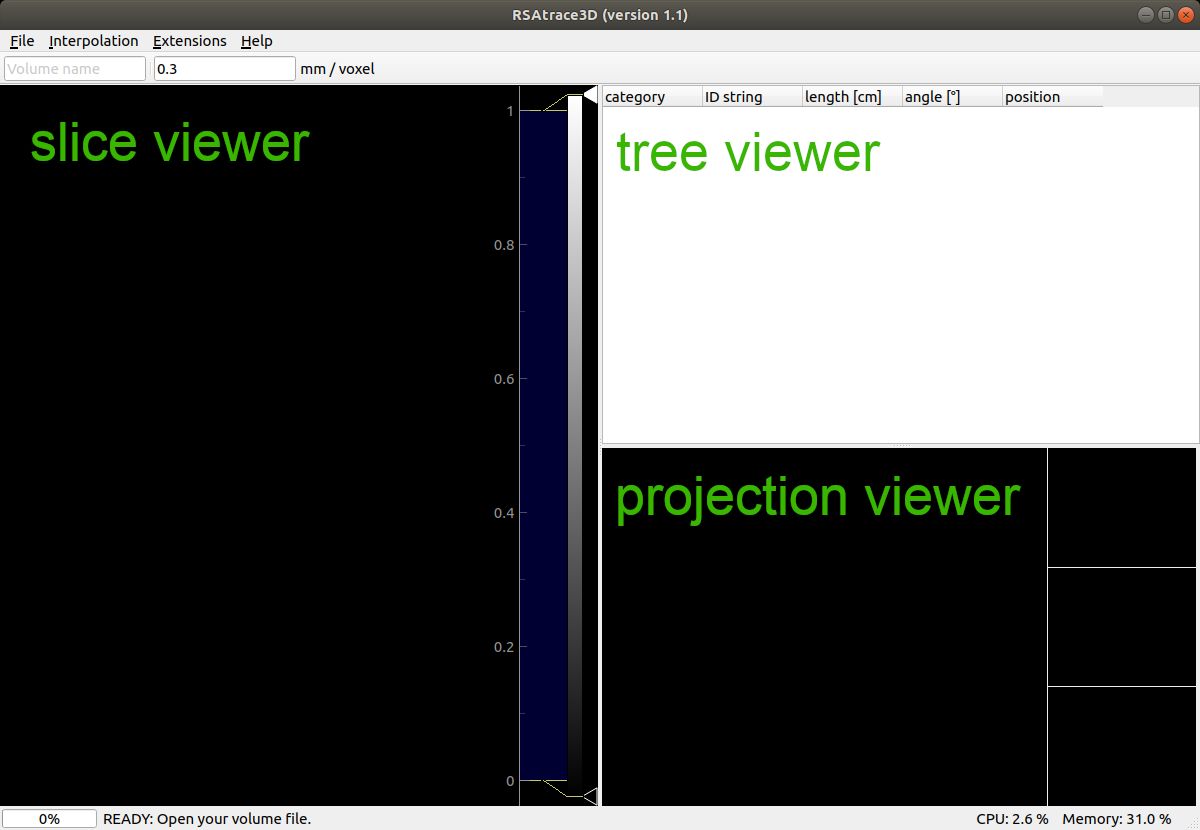 RSAtrace3D (version 1.1)
File Interpolation Extensions Help
Volume name 0.3 mm / voxel
slice viewer
1
0.8
0.6
0.4
0.2
0
category ID string length [cm] angle [°] position
tree viewer
projection viewer
0% READY: Open your volume file. CPU: 2.6 % Memory: 31.0 %